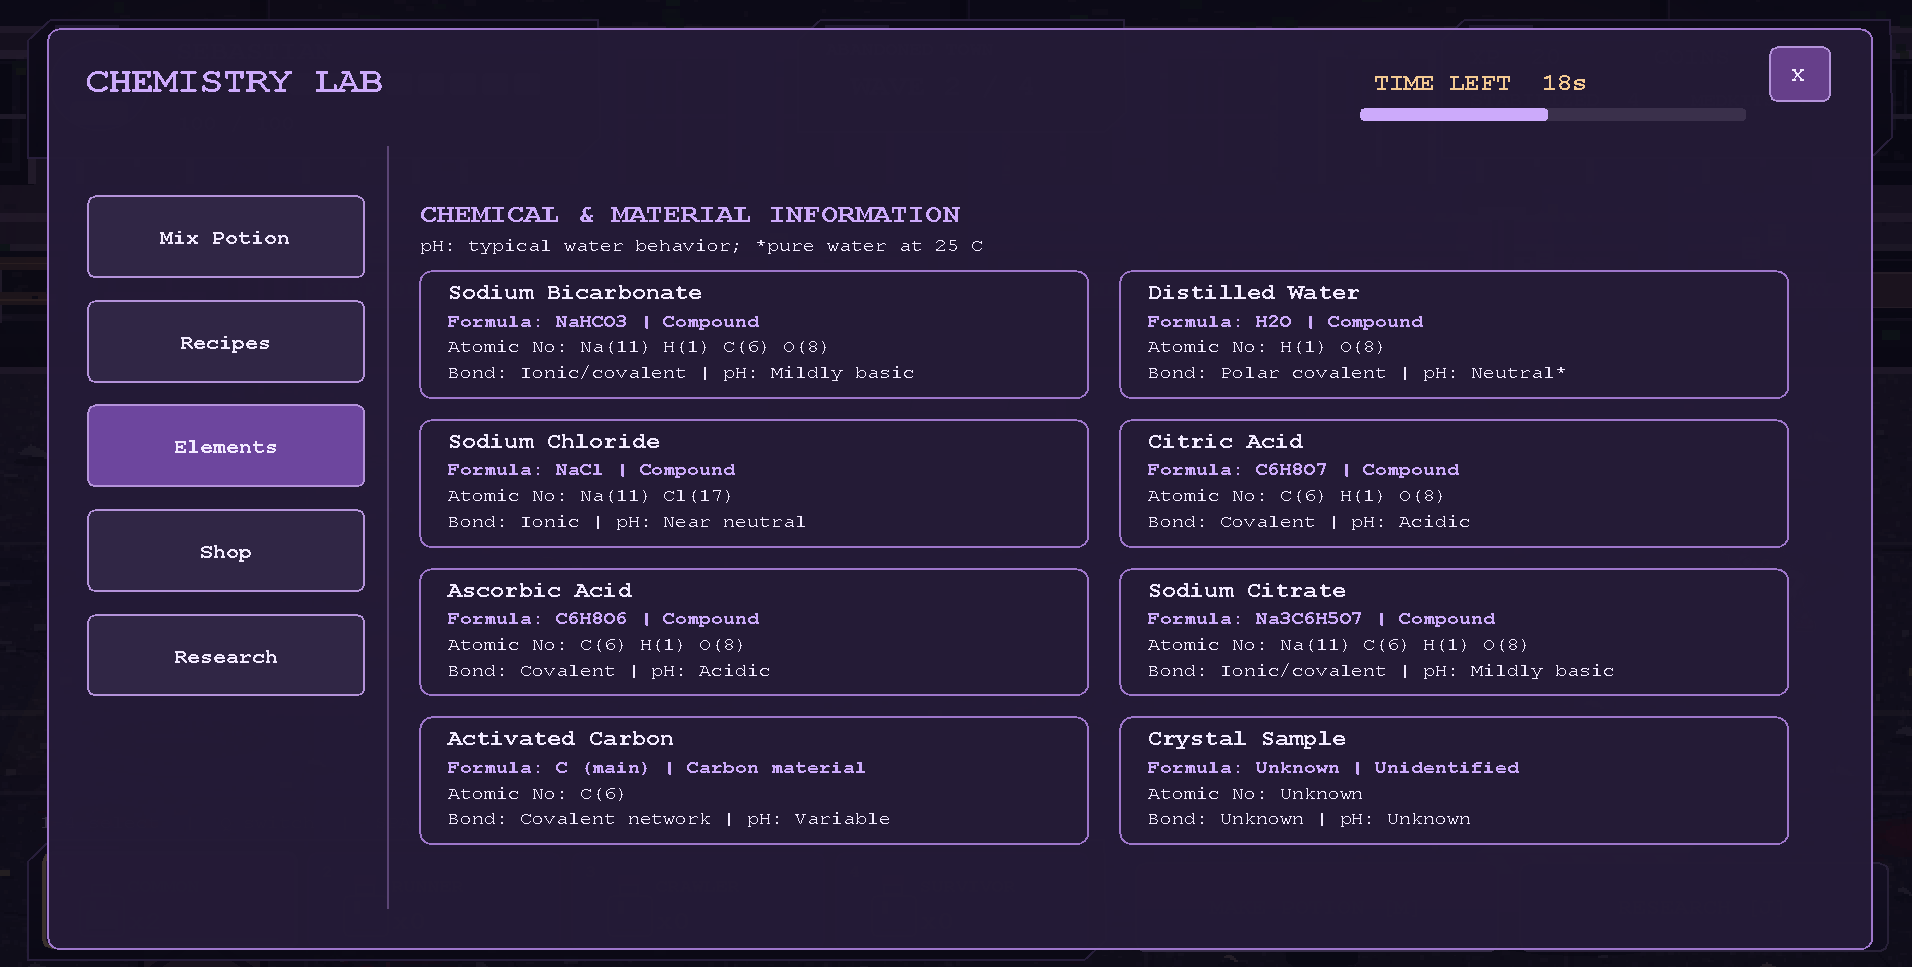 CHEMISTRY LAB
TIME LEFT 18s
X
Mix Potion
Recipes
Elements
Shop
Research
CHEMICAL & MATERIAL INFORMATION
pH: typical water behavior; *pure water at 25 C
Sodium Bicarbonate
Formula: NaHCO3 | Compound
Atomic No: Na(11) H(1) C(6) O(8)
Bond: Ionic/covalent | pH: Mildly basic
Distilled Water
Formula: H2O | Compound
Atomic No: H(1) O(8)
Bond: Polar covalent | pH: Neutral*
Sodium Chloride
Formula: NaCl | Compound
Atomic No: Na(11) Cl(17)
Bond: Ionic | pH: Near neutral
Citric Acid
Formula: C6H8O7 | Compound
Atomic No: C(6) H(1) O(8)
Bond: Covalent | pH: Acidic
Ascorbic Acid
Formula: C6H8O6 | Compound
Atomic No: C(6) H(1) O(8)
Bond: Covalent | pH: Acidic
Sodium Citrate
Formula: Na3C6H5O7 | Compound
Atomic No: Na(11) C(6) H(1) O(8)
Bond: Ionic/covalent | pH: Mildly basic
Activated Carbon
Formula: C (main) | Carbon material
Atomic No: C(6)
Bond: Covalent network | pH: Variable
Crystal Sample
Formula: Unknown | Unidentified
Atomic No: Unknown
Bond: Unknown | pH: Unknown